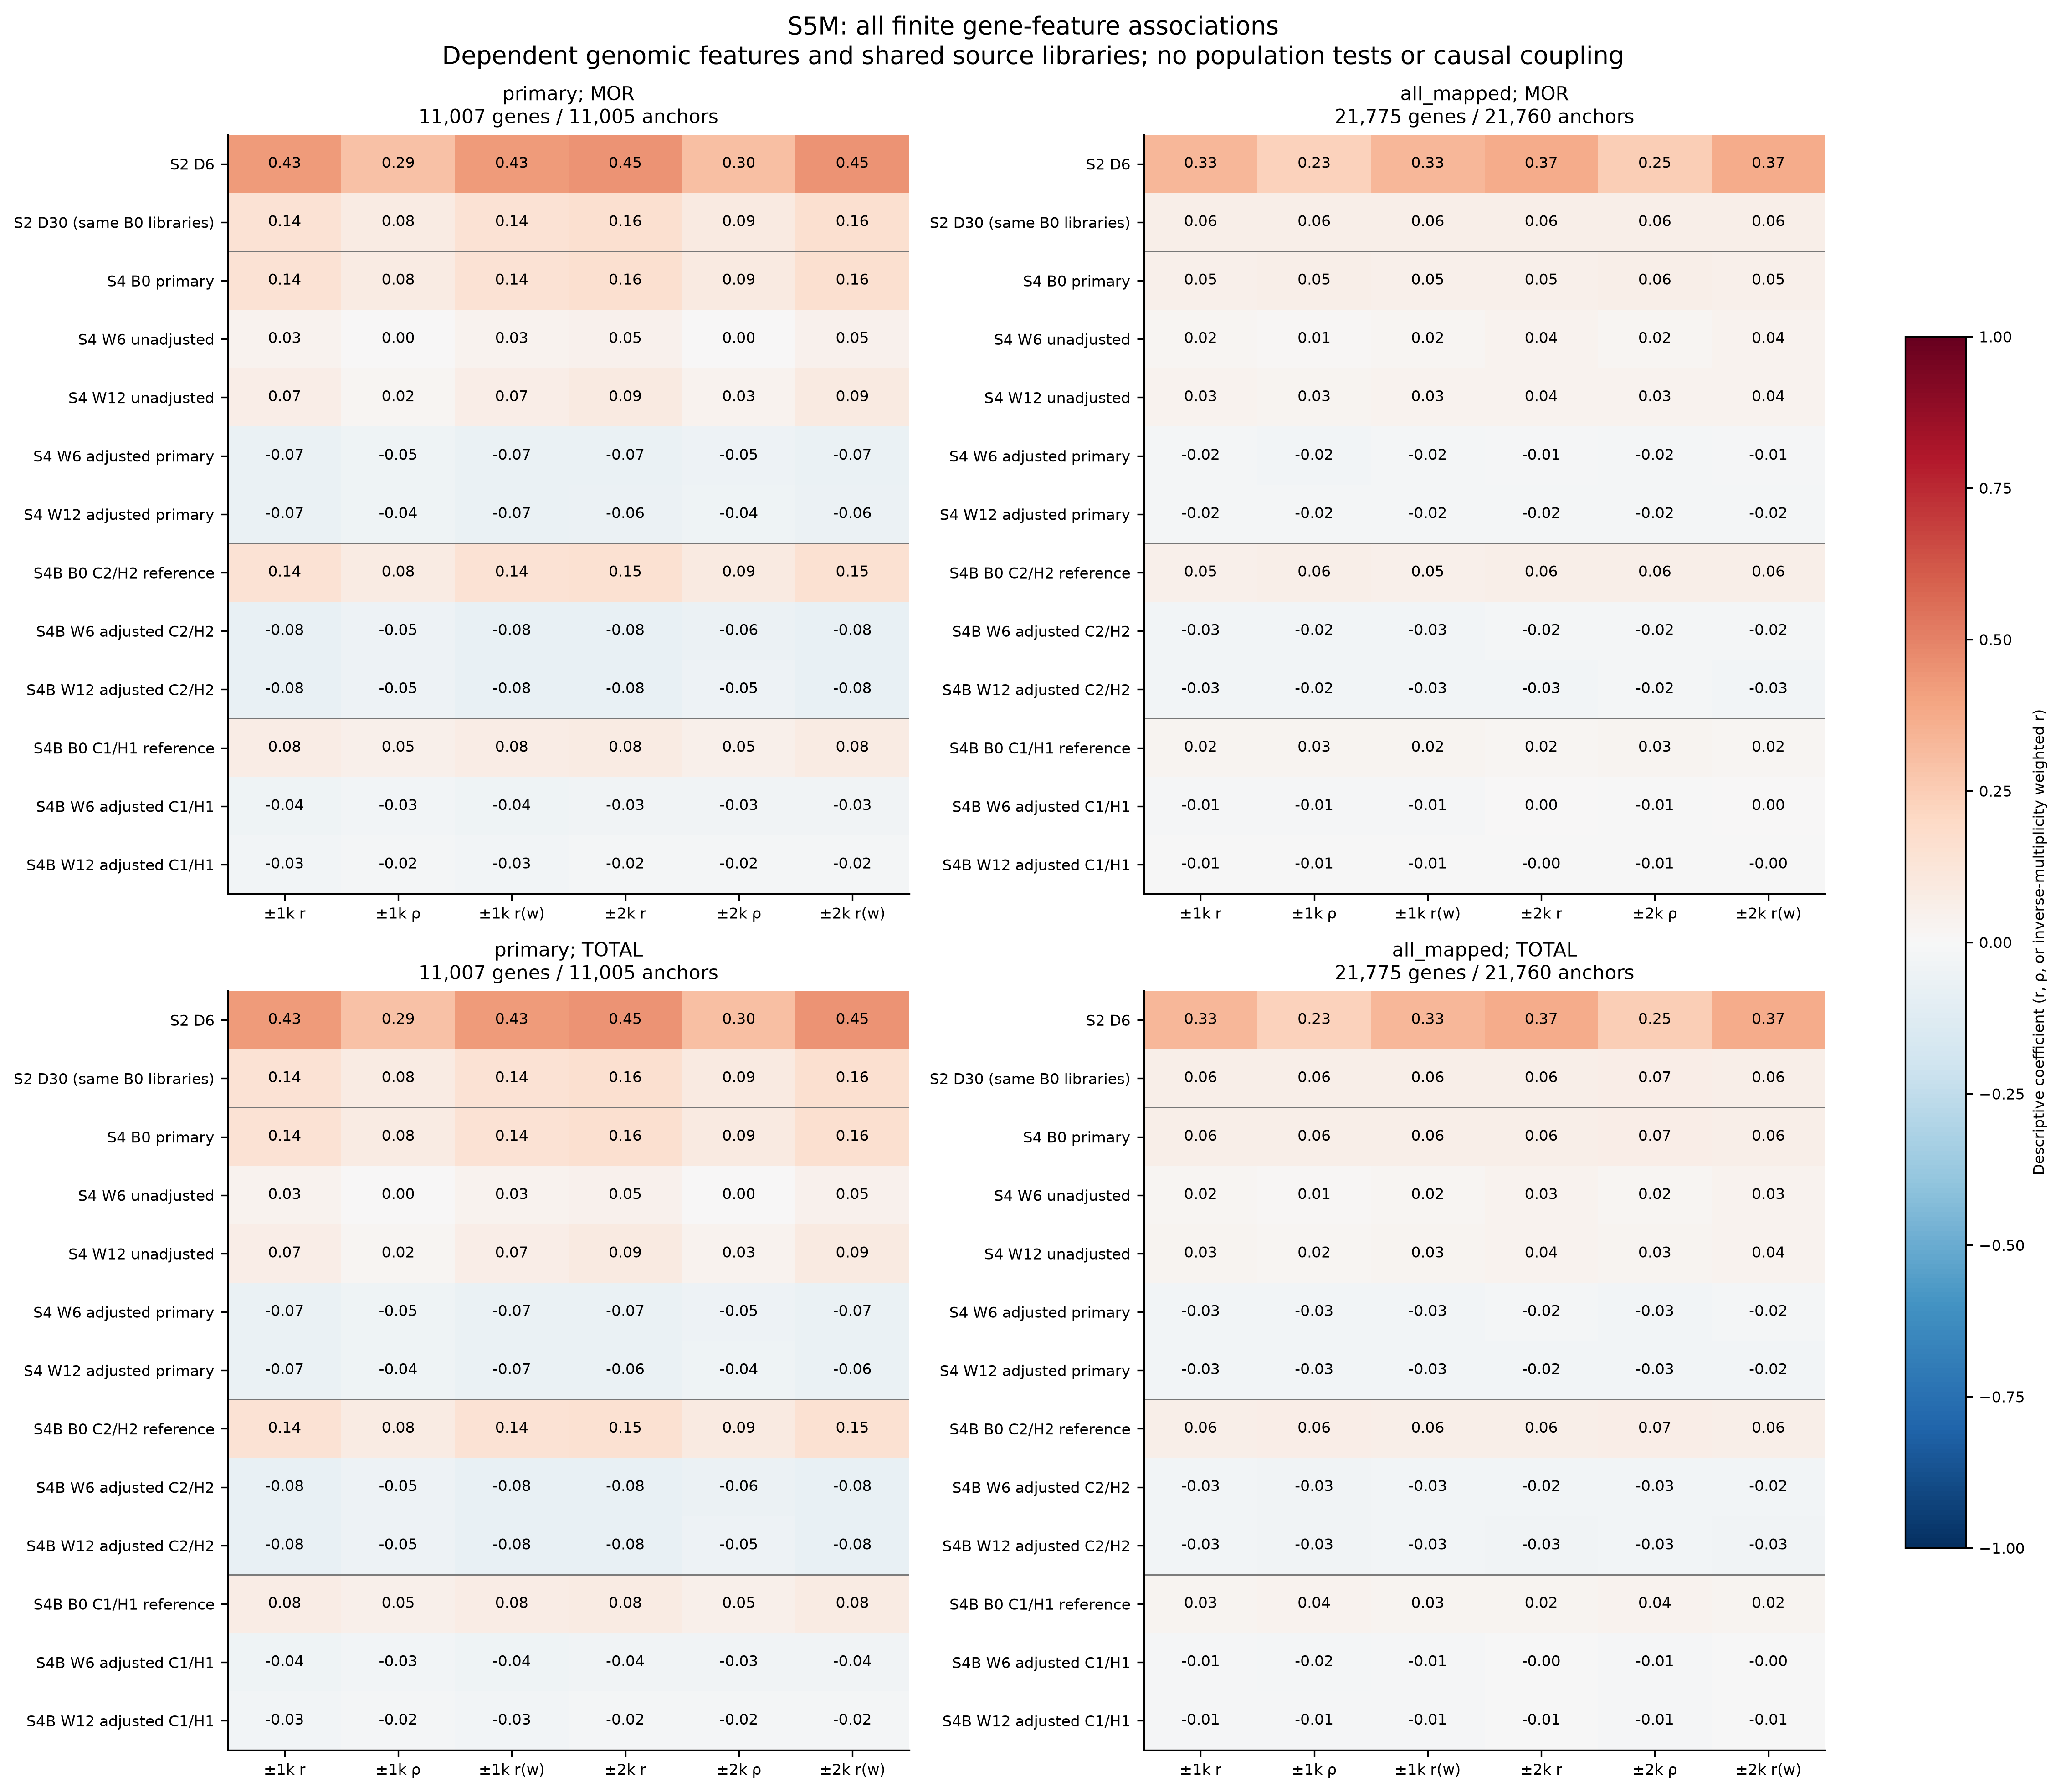 S5M: all finite gene-feature associations
Dependent genomic features and shared source libraries; no population tests or causal coupling
primary; MOR
11,007 genes / 11,005 anchors
S2 D6 0.43 0.29 0.43 0.45 0.30 0.45
S2 D30 (same B0 libraries) 0.14 0.08 0.14 0.16 0.09 0.16
S4 B0 primary 0.14 0.08 0.14 0.16 0.09 0.16
S4 W6 unadjusted 0.03 0.00 0.03 0.05 0.00 0.05
S4 W12 unadjusted 0.07 0.02 0.07 0.09 0.03 0.09
S4 W6 adjusted primary -0.07 -0.05 -0.07 -0.07 -0.05 -0.07
S4 W12 adjusted primary -0.07 -0.04 -0.07 -0.06 -0.04 -0.06
S4B B0 C2/H2 reference 0.14 0.08 0.14 0.15 0.09 0.15
S4B W6 adjusted C2/H2 -0.08 -0.05 -0.08 -0.08 -0.06 -0.08
S4B W12 adjusted C2/H2 -0.08 -0.05 -0.08 -0.08 -0.05 -0.08
S4B B0 C1/H1 reference 0.08 0.05 0.08 0.08 0.05 0.08
S4B W6 adjusted C1/H1 -0.04 -0.03 -0.04 -0.03 -0.03 -0.03
S4B W12 adjusted C1/H1 -0.03 -0.02 -0.03 -0.02 -0.02 -0.02
±1k r ±1k ρ ±1k r(w) ±2k r ±2k ρ ±2k r(w)
all_mapped; MOR
21,775 genes / 21,760 anchors
S2 D6 0.33 0.23 0.33 0.37 0.25 0.37
S2 D30 (same B0 libraries) 0.06 0.06 0.06 0.06 0.06 0.06
S4 B0 primary 0.05 0.05 0.05 0.05 0.06 0.05
S4 W6 unadjusted 0.02 0.01 0.02 0.04 0.02 0.04
S4 W12 unadjusted 0.03 0.03 0.03 0.04 0.03 0.04
S4 W6 adjusted primary -0.02 -0.02 -0.02 -0.01 -0.02 -0.01
S4 W12 adjusted primary -0.02 -0.02 -0.02 -0.02 -0.02 -0.02
S4B B0 C2/H2 reference 0.05 0.06 0.05 0.06 0.06 0.06
S4B W6 adjusted C2/H2 -0.03 -0.02 -0.03 -0.02 -0.02 -0.02
S4B W12 adjusted C2/H2 -0.03 -0.02 -0.03 -0.03 -0.02 -0.03
S4B B0 C1/H1 reference 0.02 0.03 0.02 0.02 0.03 0.02
S4B W6 adjusted C1/H1 -0.01 -0.01 -0.01 0.00 -0.01 0.00
S4B W12 adjusted C1/H1 -0.01 -0.01 -0.01 -0.00 -0.01 -0.00
±1k r ±1k ρ ±1k r(w) ±2k r ±2k ρ ±2k r(w)
primary; TOTAL
11,007 genes / 11,005 anchors
S2 D6 0.43 0.29 0.43 0.45 0.30 0.45
S2 D30 (same B0 libraries) 0.14 0.08 0.14 0.16 0.09 0.16
S4 B0 primary 0.14 0.08 0.14 0.16 0.09 0.16
S4 W6 unadjusted 0.03 0.00 0.03 0.05 0.00 0.05
S4 W12 unadjusted 0.07 0.02 0.07 0.09 0.03 0.09
S4 W6 adjusted primary -0.07 -0.05 -0.07 -0.07 -0.05 -0.07
S4 W12 adjusted primary -0.07 -0.04 -0.07 -0.06 -0.04 -0.06
S4B B0 C2/H2 reference 0.14 0.08 0.14 0.15 0.09 0.15
S4B W6 adjusted C2/H2 -0.08 -0.05 -0.08 -0.08 -0.06 -0.08
S4B W12 adjusted C2/H2 -0.08 -0.05 -0.08 -0.08 -0.05 -0.08
S4B B0 C1/H1 reference 0.08 0.05 0.08 0.08 0.05 0.08
S4B W6 adjusted C1/H1 -0.04 -0.03 -0.04 -0.04 -0.03 -0.04
S4B W12 adjusted C1/H1 -0.03 -0.02 -0.03 -0.02 -0.02 -0.02
±1k r ±1k ρ ±1k r(w) ±2k r ±2k ρ ±2k r(w)
all_mapped; TOTAL
21,775 genes / 21,760 anchors
S2 D6 0.33 0.23 0.33 0.37 0.25 0.37
S2 D30 (same B0 libraries) 0.06 0.06 0.06 0.06 0.07 0.06
S4 B0 primary 0.06 0.06 0.06 0.06 0.07 0.06
S4 W6 unadjusted 0.02 0.01 0.02 0.03 0.02 0.03
S4 W12 unadjusted 0.03 0.02 0.03 0.04 0.03 0.04
S4 W6 adjusted primary -0.03 -0.03 -0.03 -0.02 -0.03 -0.02
S4 W12 adjusted primary -0.03 -0.03 -0.03 -0.02 -0.03 -0.02
S4B B0 C2/H2 reference 0.06 0.06 0.06 0.06 0.07 0.06
S4B W6 adjusted C2/H2 -0.03 -0.03 -0.03 -0.02 -0.03 -0.02
S4B W12 adjusted C2/H2 -0.03 -0.03 -0.03 -0.03 -0.03 -0.03
S4B B0 C1/H1 reference 0.03 0.04 0.03 0.02 0.04 0.02
S4B W6 adjusted C1/H1 -0.01 -0.02 -0.01 -0.00 -0.01 -0.00
S4B W12 adjusted C1/H1 -0.01 -0.01 -0.01 -0.01 -0.01 -0.01
±1k r ±1k ρ ±1k r(w) ±2k r ±2k ρ ±2k r(w)
1.00
0.75
0.50
0.25
0.00
−0.25
−0.50
−0.75
−1.00
Descriptive coefficient (r, ρ, or inverse-multiplicity weighted r)